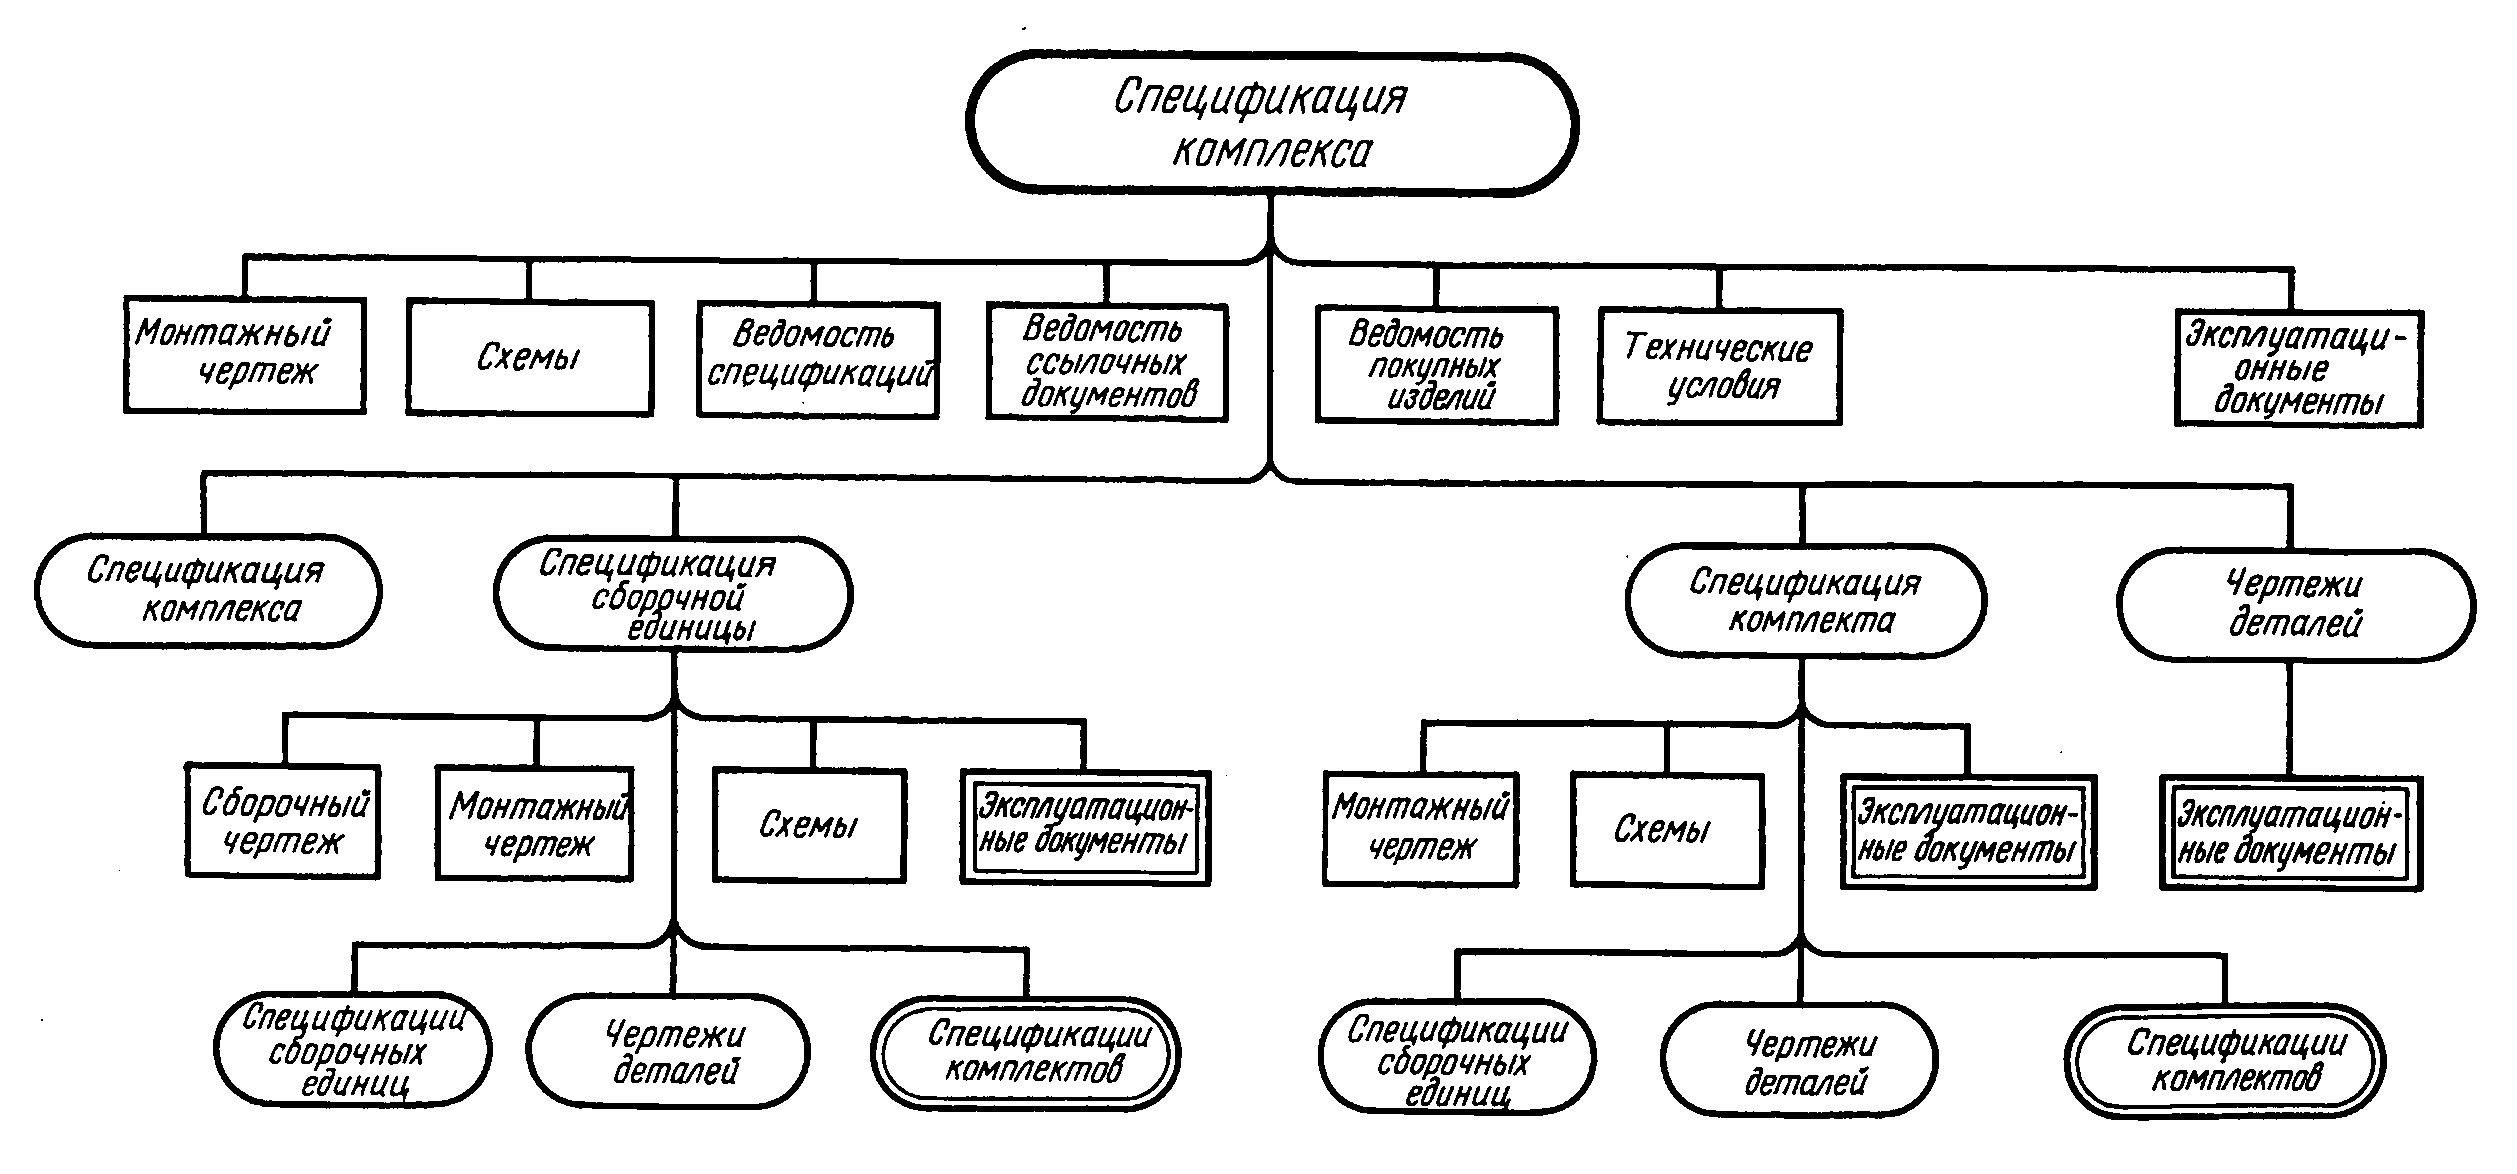 Спецификация
комплекса
Монтажный
чертеж
Схемы
Ведомость
спецификаций
Ведомость
ссылочных
документов
Ведомость
покупных
изделий
Технические
условия
Эксплуатаци-
онные
документы
Спецификация
комплекса
Спецификация
сборочной
единицы
Спецификация
комплекта
Чертежи
деталей
Сборочный
чертеж
Монтажный
чертеж
Схемы
Эксплуатацион-
ные документы
Монтажный
чертеж
Схемы
Эксплуатацион-
ные документы
Эксплуатацион-
ные документы
Спецификации
сборочных
единиц
Чертежи
деталей
Спецификации
комплектов
Спецификации
сборочных
единиц
Чертежи
деталей
Спецификации
комплектов